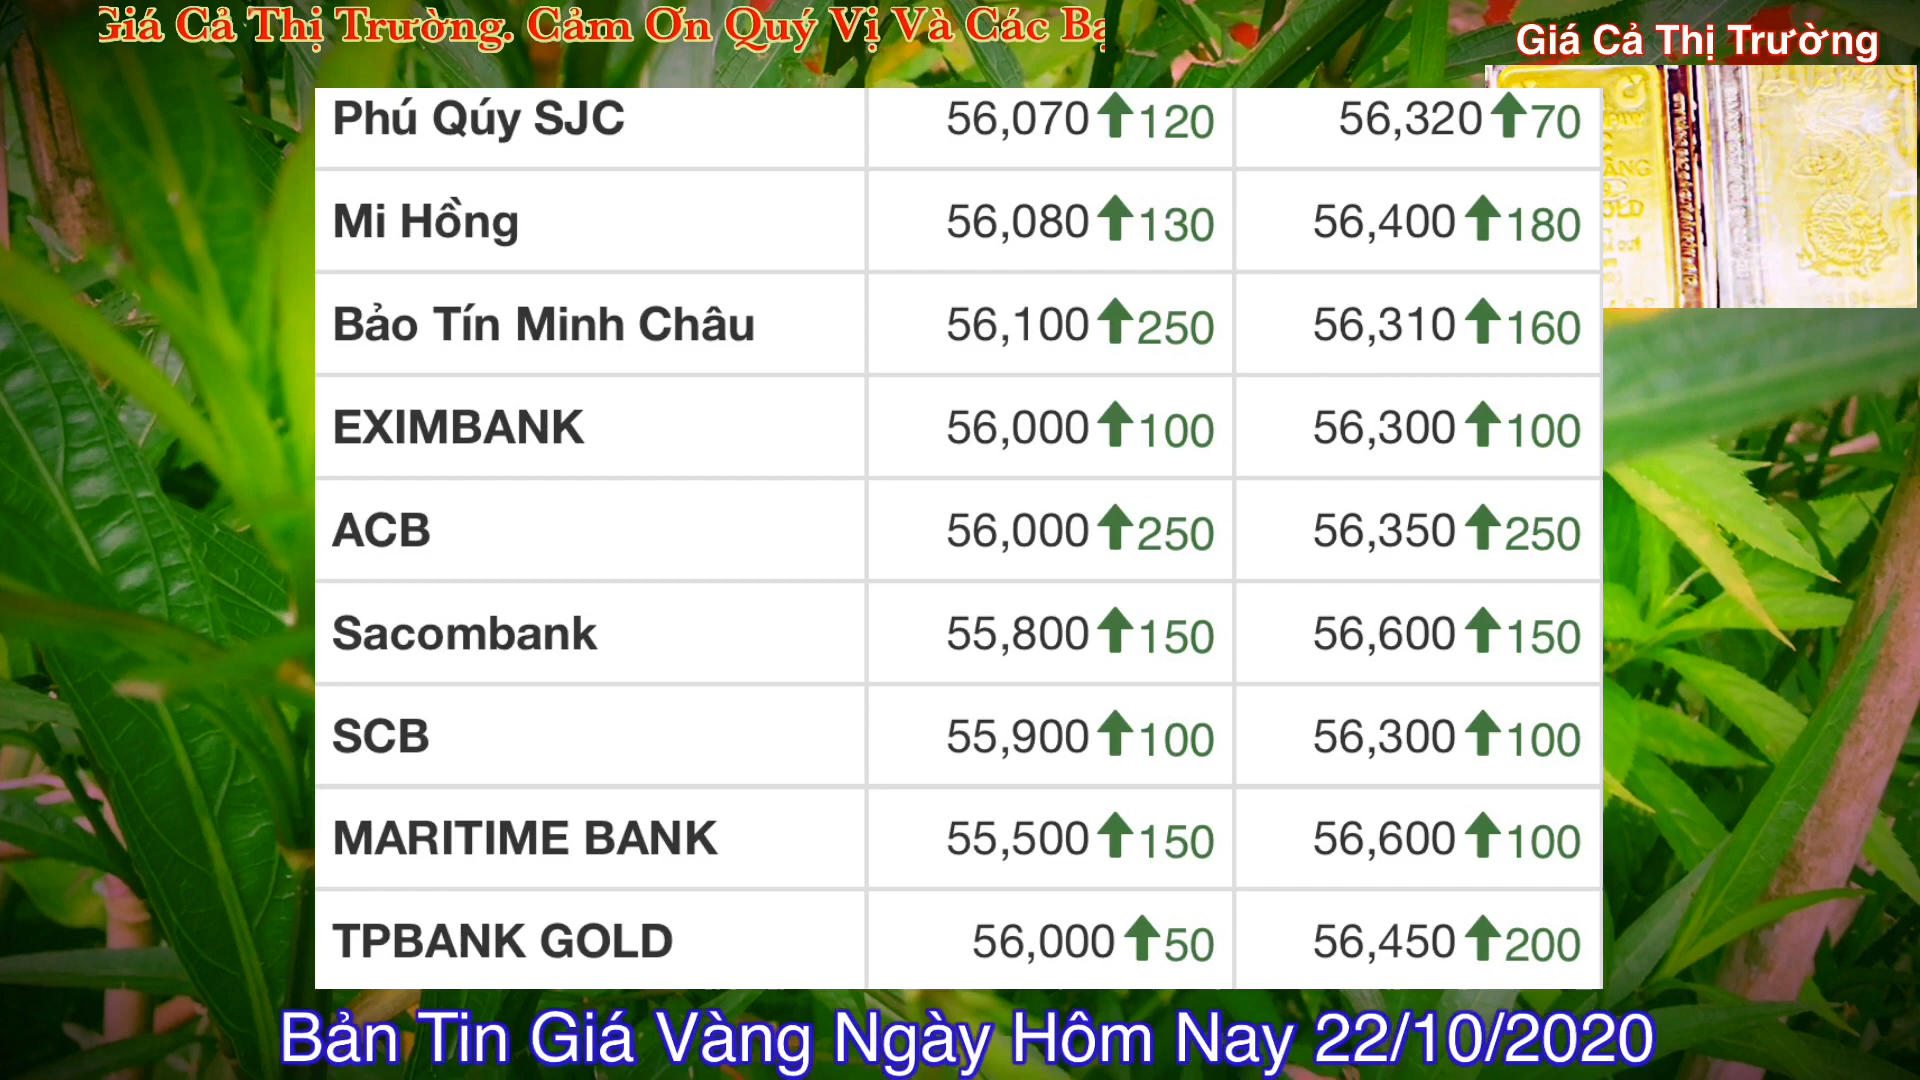 Giá Cả Thị Trường. Cảm Ơn Quý Vị Và Các
Giá Cả Thị Trường
Phú Qúy SJC 56,070 120 56,320 70
Mi Hồng 56,080 130 56,400 180
Bảo Tín Minh Châu 56,100 250 56,310 160
EXIMBANK 56,000 100 56,300 100
ACB 56,000 250 56,350 250
Sacombank 55,800 150 56,600 150
SCB 55,900 100 56,300 100
MARITIME BANK 55,500 150 56,600 100
TPBANK GOLD 56,000 50 56,450 200
Bản Tin Giá Vàng Ngày Hôm Nay 22/10/2020